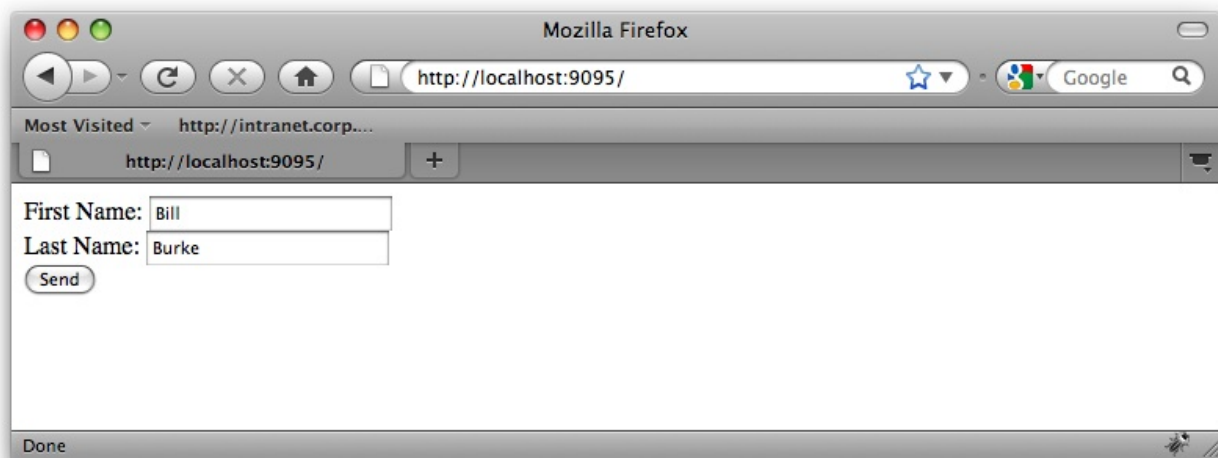 Mozilla Firefox
http://localhost:9095/
Google
Most Visited
http://intranet.corp....
http://localhost:9095/
First Name: Bill
Last Name: Burke
Send
Done